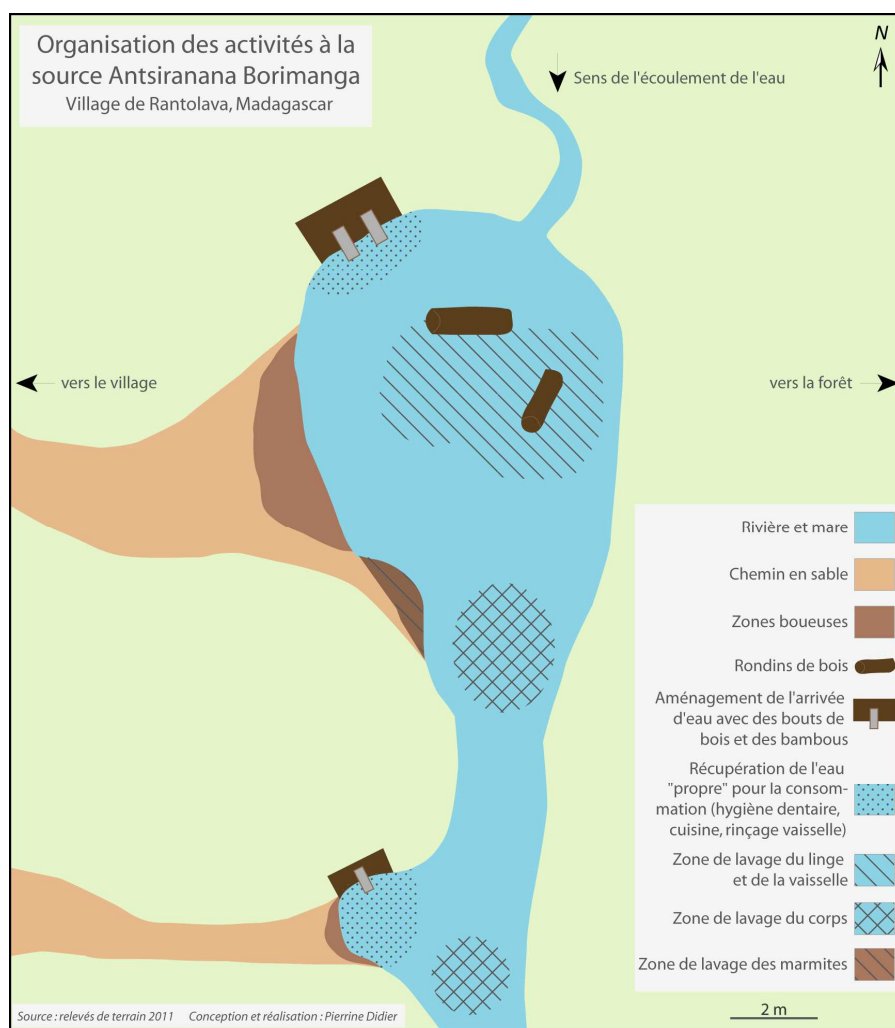 Organisation des activités à la
source Antsiranana Borimanga
Village de Rantolava, Madagascar
N
Sens de l'écoulement de l'eau
vers le village
vers la forêt
Rivière et mare
Chemin en sable
Zones boueuses
Rondins de bois
Aménagement de l'arrivée
d'eau avec des bouts de
bois et des bambous
Récupération de l'eau
"propre" pour la consom-
mation (hygiène dentaire,
cuisine, rinçage vaisselle)
Zone de lavage du linge
et de la vaisselle
Zone de lavage du corps
Zone de lavage des marmites
2 m
Source : relevés de terrain 2011 Conception et réalisation : Pierrine Didier